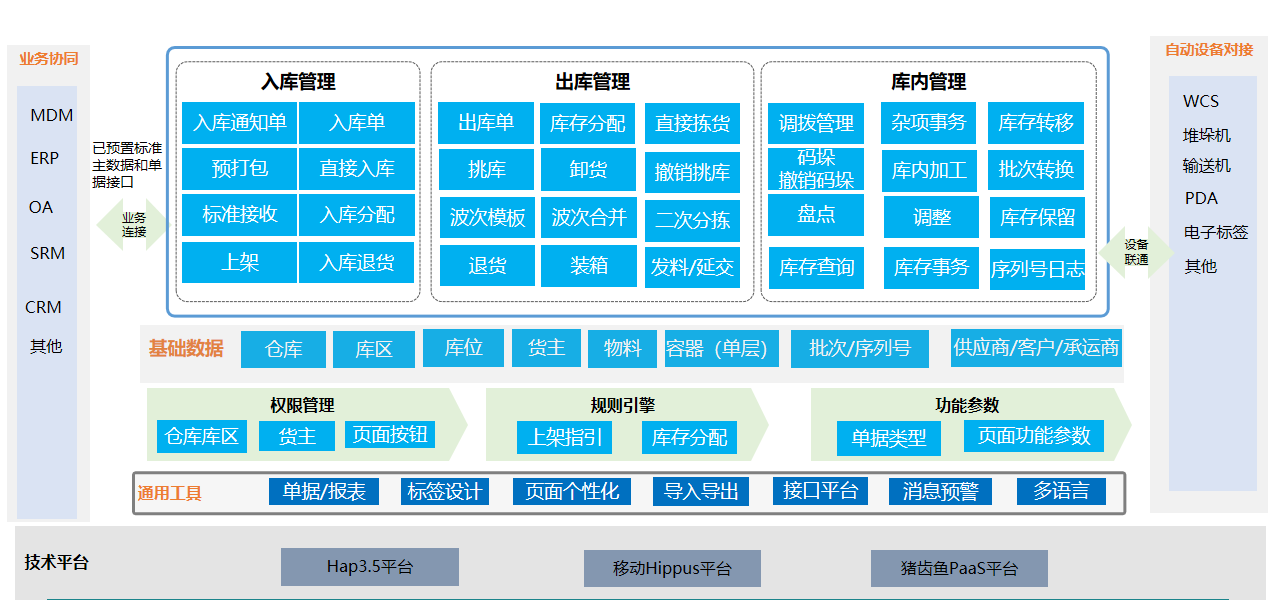 业务协同
MDM
ERP
OA
SRM
CRM
其他
已预置标准
主数据和单
据接口
业务
连接
入库管理
入库通知单
入库单
预打包
直接入库
标准接收
入库分配
上架
入库退货
出库管理
出库单
库存分配
直接拣货
挑库
卸货
撤销挑库
波次模板
波次合并
二次分拣
退货
装箱
发料/延交
库内管理
调拨管理
杂项事务
库存转移
码垛
撤销码垛
库内加工
批次转换
盘点
调整
库存保留
库存查询
库存事务
序列号日志
设备
联通
自动设备对接
WCS
堆垛机
输送机
PDA
电子标签
其他
基础数据
仓库
库区
库位
货主
物料
容器（单层）
批次/序列号
供应商/客户/承运商
权限管理
仓库库区
货主
页面按钮
规则引擎
上架指引
库存分配
功能参数
单据类型
页面功能参数
通用工具
单据/报表
标签设计
页面个性化
导入导出
接口平台
消息预警
多语言
技术平台
Hap3.5平台
移动Hippus平台
猪齿鱼PaaS平台